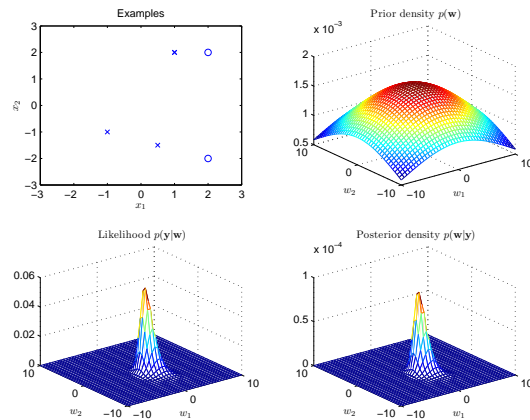 Examples
3
2
1
0
−1
−2
−3
−3 −2 −1 0 1 2 3
x₂
x₁
Prior density p(w)
x 10⁻³
2
1.5
1
0.5
10
0
−10
−10
0
10
w₂
w₁
Likelihood p(y|w)
0.06
0.04
0.02
0
10
0
−10
−10
0
10
w₂
w₁
Posterior density p(w|y)
x 10⁻⁴
1
0.5
0
10
0
−10
−10
0
10
w₂
w₁